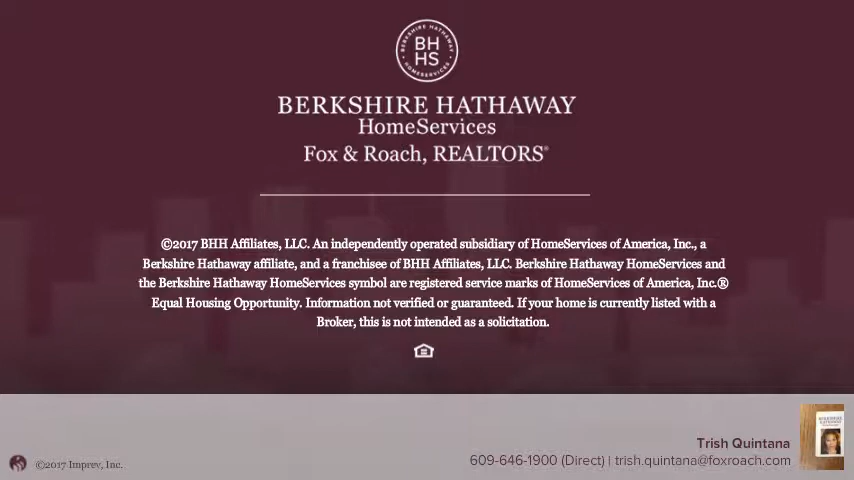 BERKSHIRE HATHAWAY
HOMESERVICES
BH
HS
BERKSHIRE HATHAWAY
HomeServices
Fox & Roach, REALTORS®
©2017 BHH Affiliates, LLC. An independently operated subsidiary of HomeServices of America, Inc., a
Berkshire Hathaway affiliate, and a franchisee of BHH Affiliates, LLC. Berkshire Hathaway HomeServices and
the Berkshire Hathaway HomeServices symbol are registered service marks of HomeServices of America, Inc.®
Equal Housing Opportunity. Information not verified or guaranteed. If your home is currently listed with a
Broker, this is not intended as a solicitation.
Trish Quintana
609-646-1900 (Direct) | trish.quintana@foxroach.com
©2017 Imprev, Inc.
BERKSHIRE
HATHAWAY